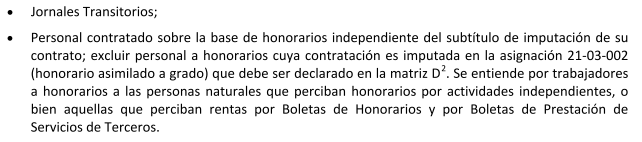 • Jornales Transitorios;
• Personal contratado sobre la base de honorarios independiente del subtítulo de imputación de su
contrato; excluir personal a honorarios cuya contratación es imputada en la asignación 21-03-002
(honorario asimilado a grado) que debe ser declarado en la matriz D². Se entiende por trabajadores
a honorarios a las personas naturales que perciban honorarios por actividades independientes, o
bien aquellas que perciban rentas por Boletas de Honorarios y por Boletas de Prestación de
Servicios de Terceros.